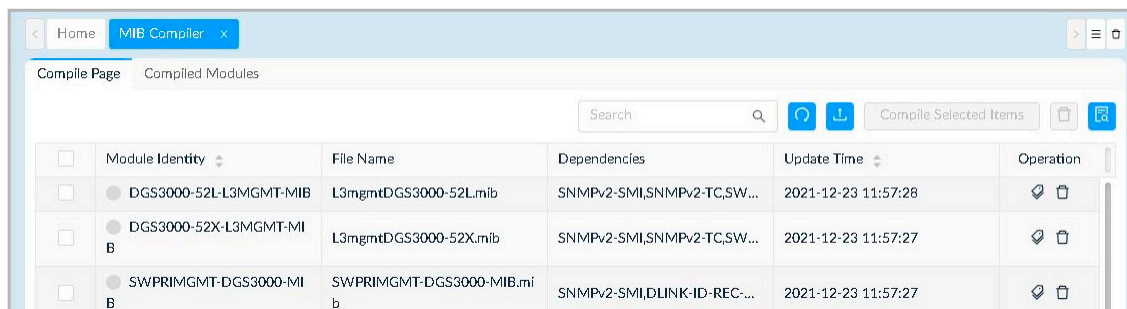 Home MIB Compiler x
Compile Page Compiled Modules
Search Compile Selected Items
Module Identity File Name Dependencies Update Time Operation
DGS3000-52L-L3MGMT-MIB L3mgmtDGS3000-52L.mib SNMPv2-SMI,SNMPv2-TC,SW... 2021-12-23 11:57:28
DGS3000-52X-L3MGMT-MI
B L3mgmtDGS3000-52X.mib SNMPv2-SMI,SNMPv2-TC,SW... 2021-12-23 11:57:27
SWPRIMGMT-DGS3000-MI SWPRIMGMT-DGS3000-MIB.mi
B b SNMPv2-SMI,DLINK-ID-REC-... 2021-12-23 11:57:27